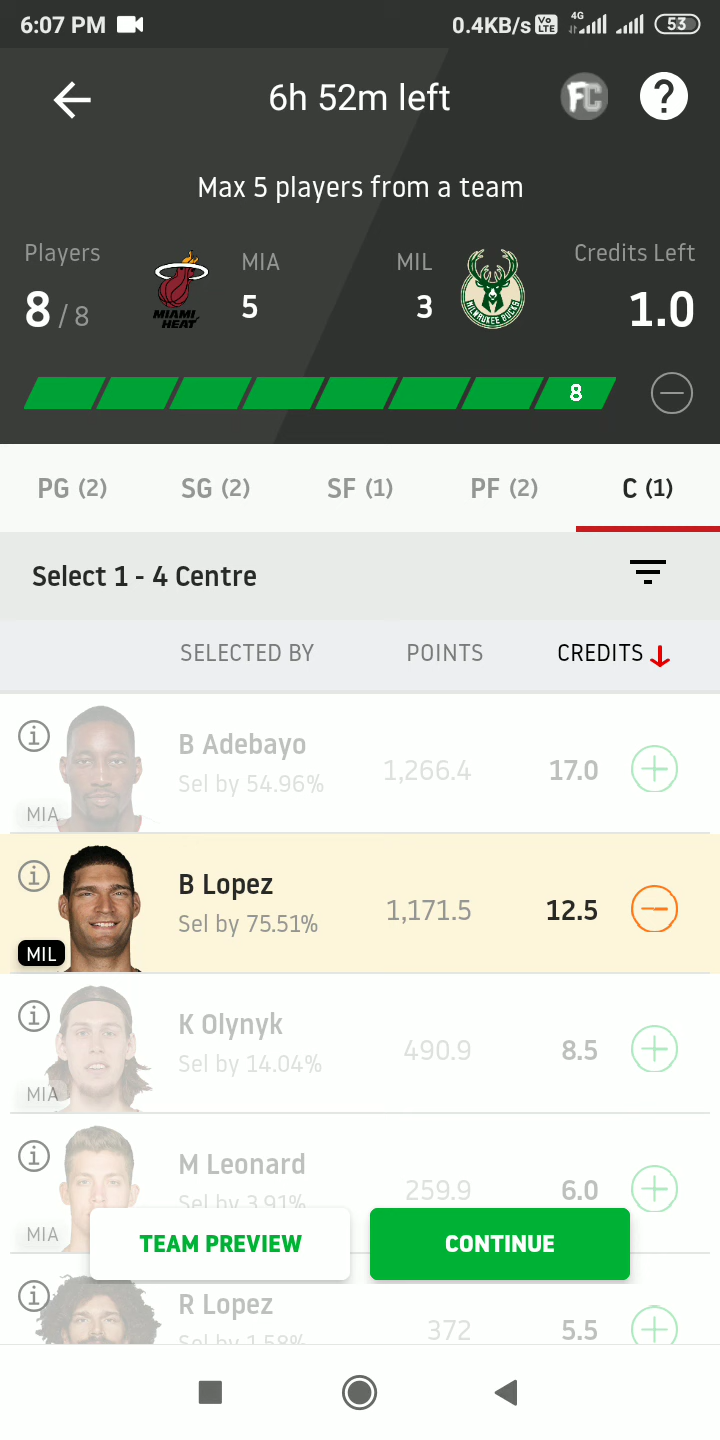 6:07 PM 0.4KB/s Vo LTE 4G 53
6h 52m left FC ?
Max 5 players from a team
Players MIA MIL Credits Left
8 / 8 MIAMI HEAT 5 3 MILWAUKEE BUCKS 1.0
8
PG (2) SG (2) SF (1) PF (2) C (1)
Select 1 - 4 Centre
SELECTED BY POINTS CREDITS
B Adebayo
Sel by 54.96% 1,266.4 17.0
MIA
B Lopez
Sel by 75.51% 1,171.5 12.5
MIL
K Olynyk
Sel by 14.04% 490.9 8.5
MIA
M Leonard
Sel by 3.91% 259.9 6.0
MIA
TEAM PREVIEW CONTINUE
R Lopez
Sel by 1.58% 372 5.5